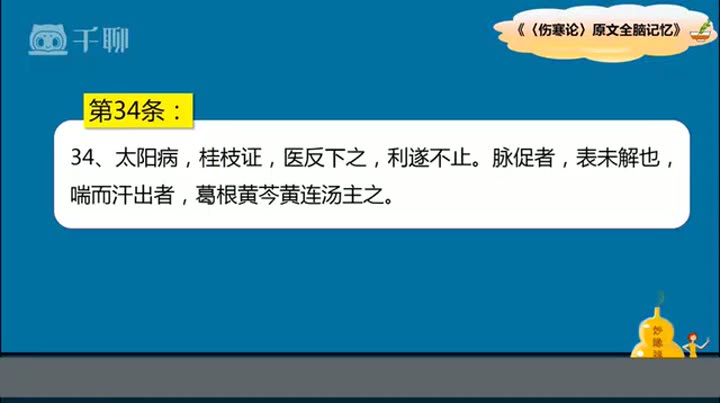 千聊
《〈伤寒论〉原文全脑记忆》
第34条：
34、太阳病，桂枝证，医反下之，利遂不止。脉促者，表未解也，
喘而汗出者，葛根黄芩黄连汤主之。